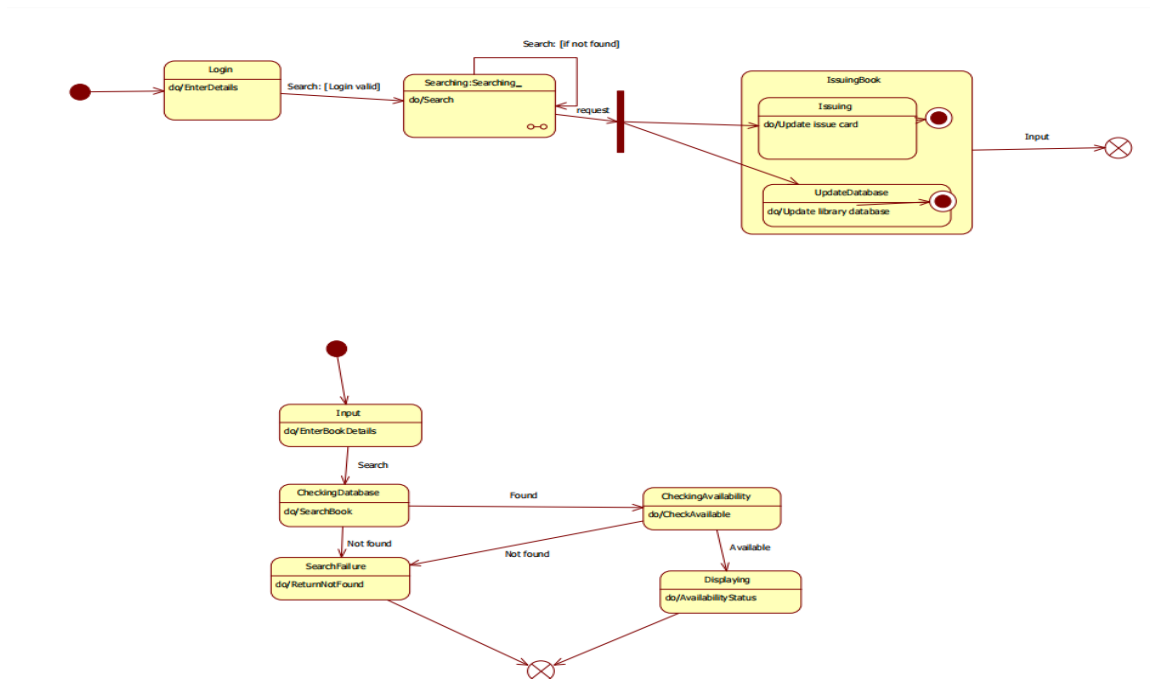 Search: [if not found]
Login
do/EnterDetails
Search: [Login valid]
Searching:Searching_
do/Search
request
IssuingBook
Issuing
do/Update issue card
UpdateDatabase
do/Update library database
Input
Input
do/EnterBookDetails
Search
CheckingDatabase
do/SearchBook
Found
CheckingAvailability
do/CheckAvailable
Not found
Not found
Available
SearchFailure
do/ReturnNotFound
Displaying
do/AvailabilityStatus